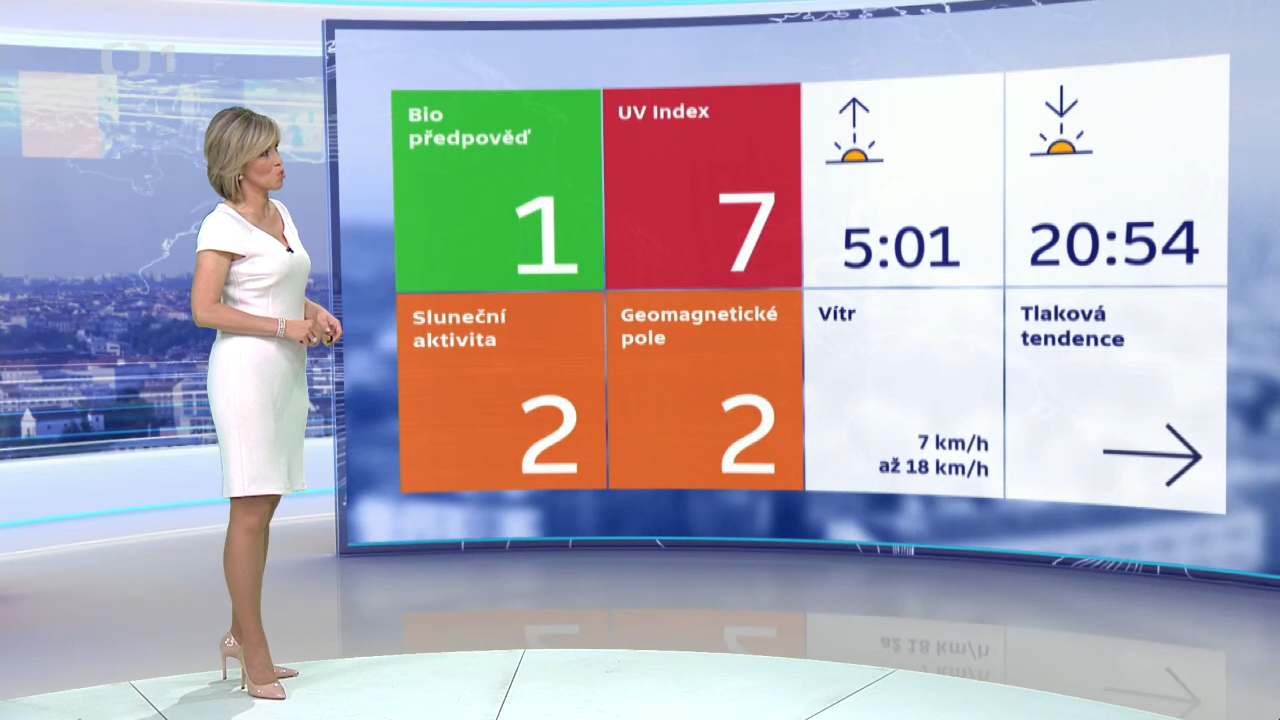 1
Bio
předpověď
1
UV Index
7
5:01
20:54
Sluneční
aktivita
2
Geomagnetické
pole
2
Vítr
7 km/h
až 18 km/h
Tlaková
tendence